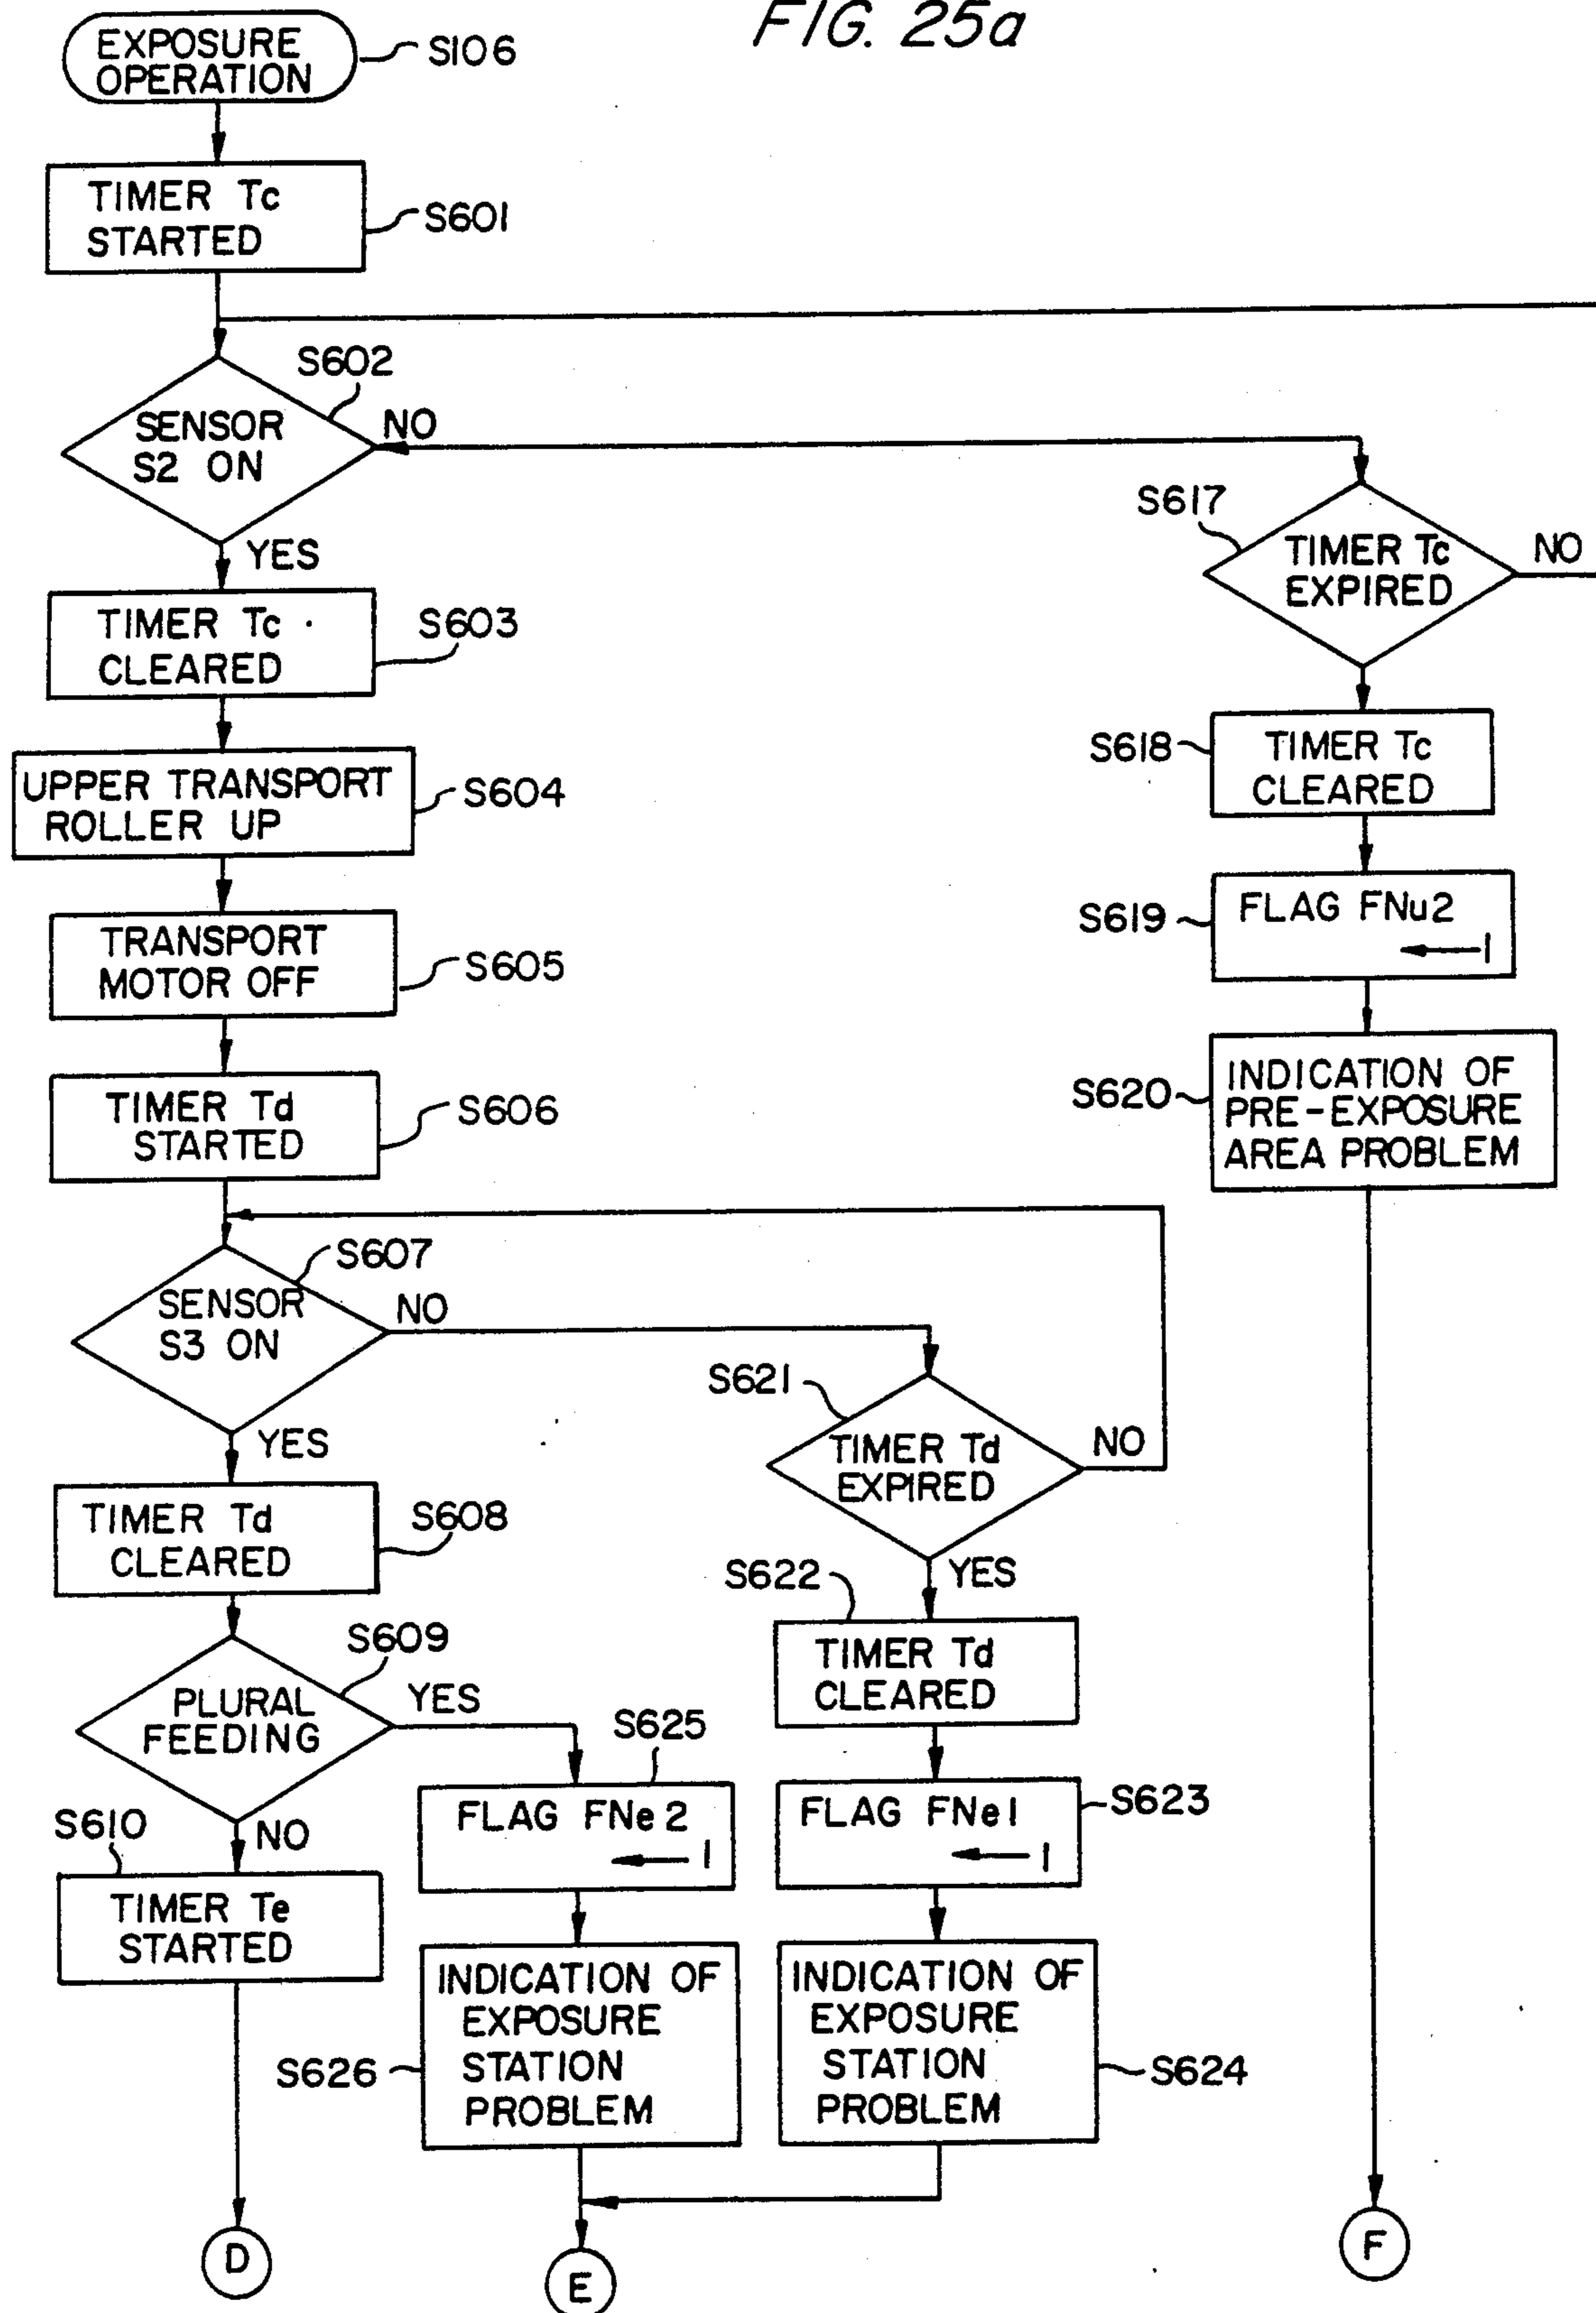 FIG. 25a
EXPOSURE
OPERATION
S106
TIMER Tc
STARTED
S601
S602
SENSOR
S2 ON
NO
YES
S617
TIMER Tc
EXPIRED
NO
TIMER Tc
CLEARED
S603
S618
TIMER Tc
CLEARED
UPPER TRANSPORT
ROLLER UP
S604
S619
FLAG FNu2
←1
TRANSPORT
MOTOR OFF
S605
S620
INDICATION OF
PRE-EXPOSURE
AREA PROBLEM
TIMER Td
STARTED
S606
S607
SENSOR
S3 ON
NO
YES
S621
TIMER Td
EXPIRED
NO
YES
TIMER Td
CLEARED
S608
S622
TIMER Td
CLEARED
S609
PLURAL
FEEDING
YES
NO
S625
FLAG FNe2
←1
FLAG FNe1
←1
S623
S610
TIMER Te
STARTED
S626
INDICATION OF
EXPOSURE
STATION
PROBLEM
INDICATION OF
EXPOSURE
STATION
PROBLEM
S624
D
E
F